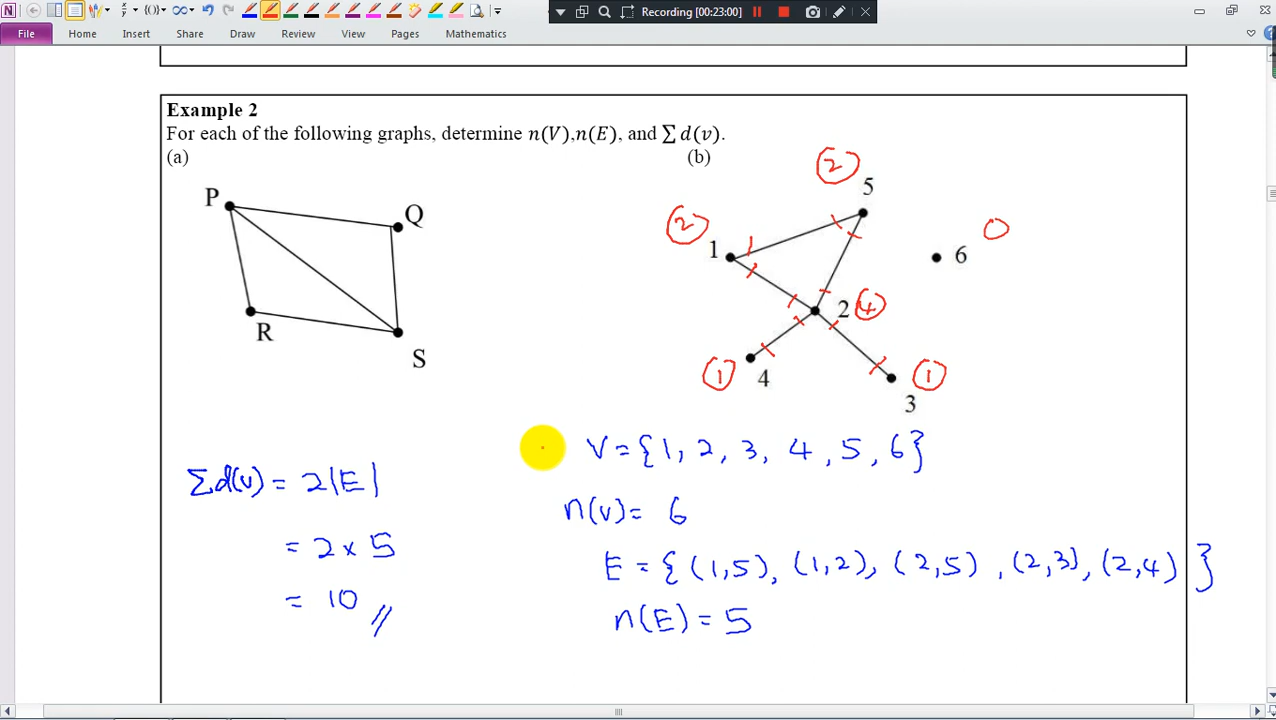 Recording [00:23:00]
File Home Insert Share Draw Review View Pages Mathematics
Example 2
For each of the following graphs, determine n(V),n(E), and ∑ d(v).
(a) (b)
P
Q
R
S
2
5
2
1
6 0
2 4
1 4
1
3
V = {1, 2, 3, 4, 5, 6}
n(v) = 6
E = {(1,5), (1,2), (2,5), (2,3), (2,4)}
n(E) = 5
∑d(v) = 2|E|
= 2 × 5
= 10 //